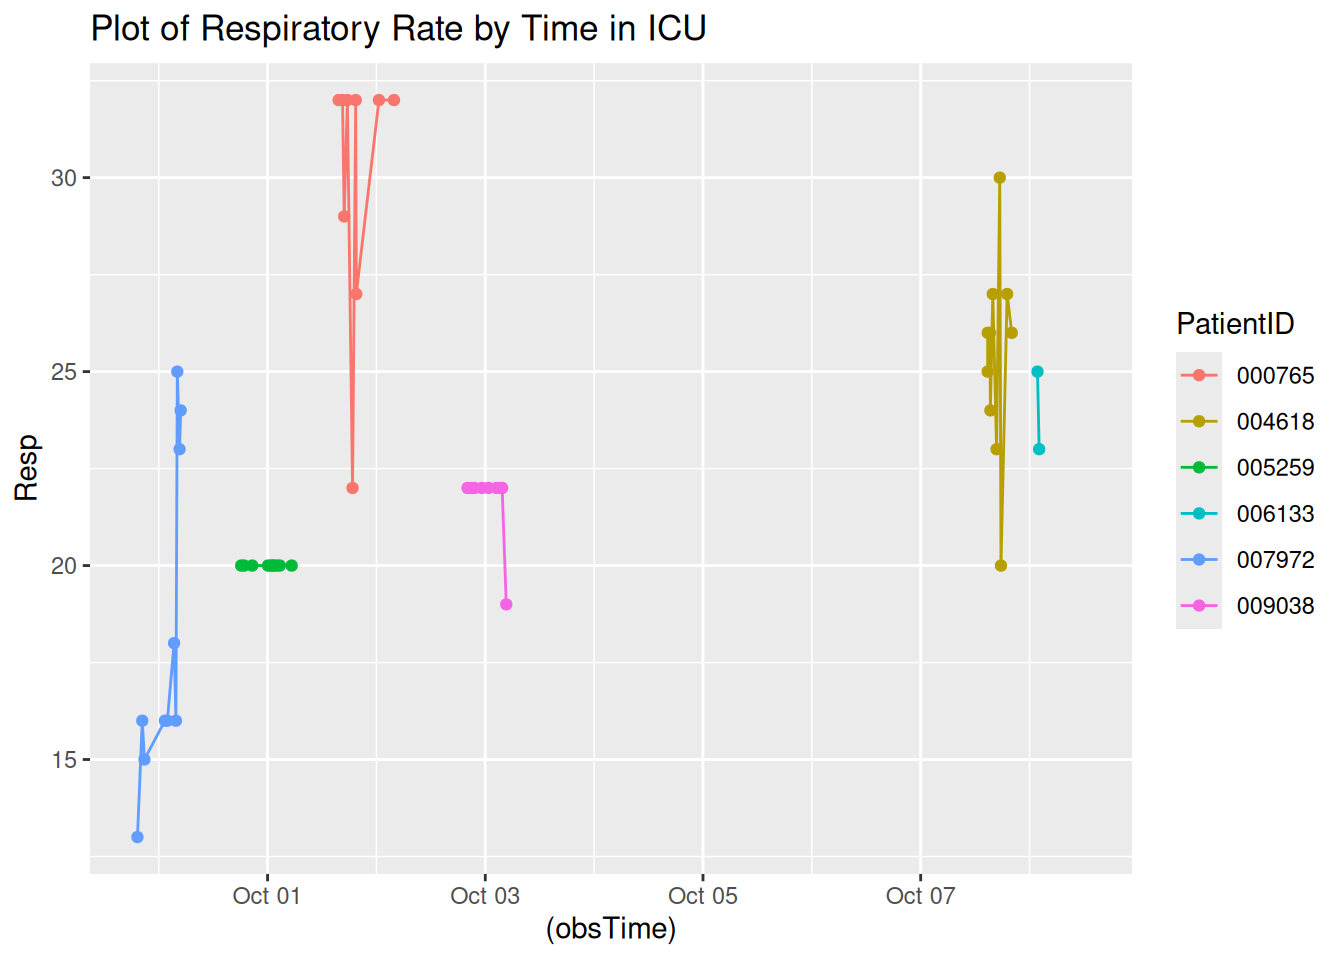 Plot of Respiratory Rate by Time in ICU
30
25
20
15
Resp
Oct 01
Oct 03
Oct 05
Oct 07
(obsTime)
PatientID
000765
004618
005259
006133
007972
009038